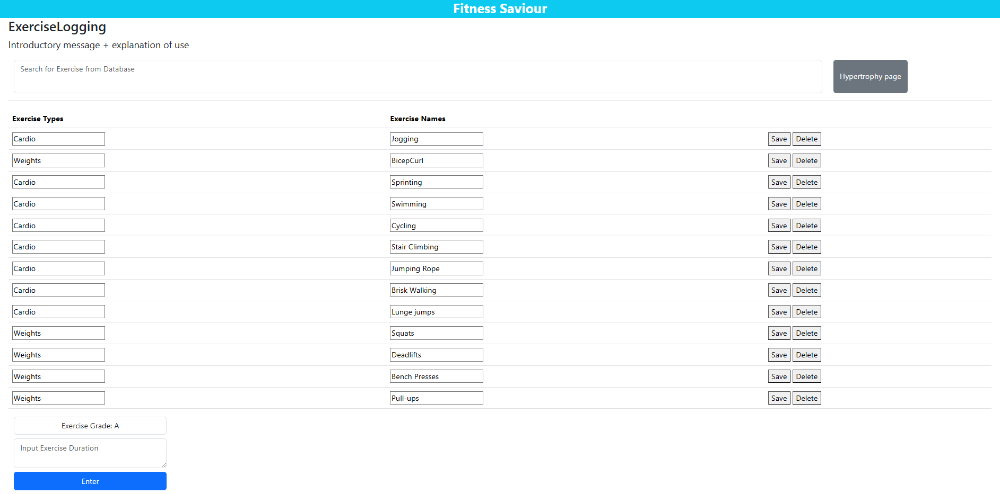 Fitness Saviour
ExerciseLogging
Introductory message + explanation of use
Search for Exercise from Database
Hypertrophy page
Exercise Types Exercise Names
Cardio Jogging Save Delete
Weights BicepCurl Save Delete
Cardio Sprinting Save Delete
Cardio Swimming Save Delete
Cardio Cycling Save Delete
Cardio Stair Climbing Save Delete
Cardio Jumping Rope Save Delete
Cardio Brisk Walking Save Delete
Cardio Lunge jumps Save Delete
Weights Squats Save Delete
Weights Deadlifts Save Delete
Weights Bench Presses Save Delete
Weights Pull-ups Save Delete
Exercise Grade: A
Input Exercise Duration
Enter